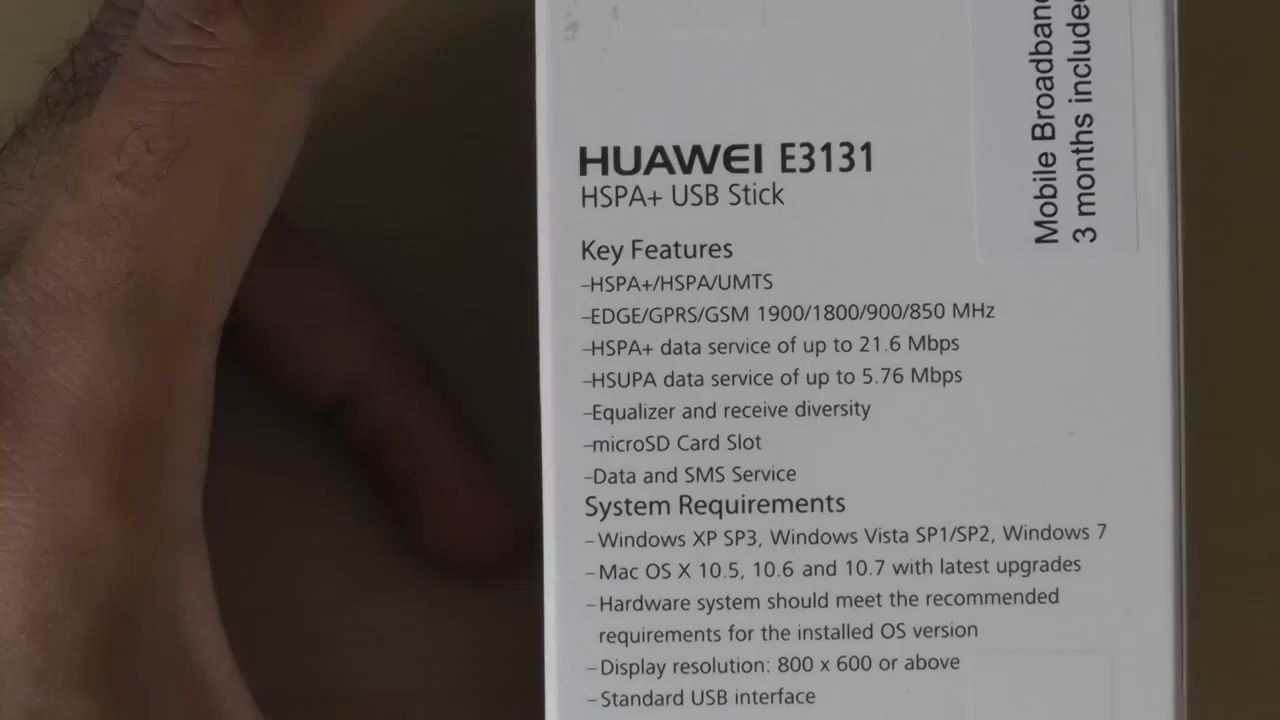 Mobile Broadban
3 months include
HUAWEI E3131
HSPA+ USB Stick
Key Features
–HSPA+/HSPA/UMTS
–EDGE/GPRS/GSM 1900/1800/900/850 MHz
–HSPA+ data service of up to 21.6 Mbps
–HSUPA data service of up to 5.76 Mbps
–Equalizer and receive diversity
–microSD Card Slot
–Data and SMS Service
System Requirements
–Windows XP SP3, Windows Vista SP1/SP2, Windows 7
–Mac OS X 10.5, 10.6 and 10.7 with latest upgrades
–Hardware system should meet the recommended
requirements for the installed OS version
–Display resolution: 800 x 600 or above
–Standard USB interface